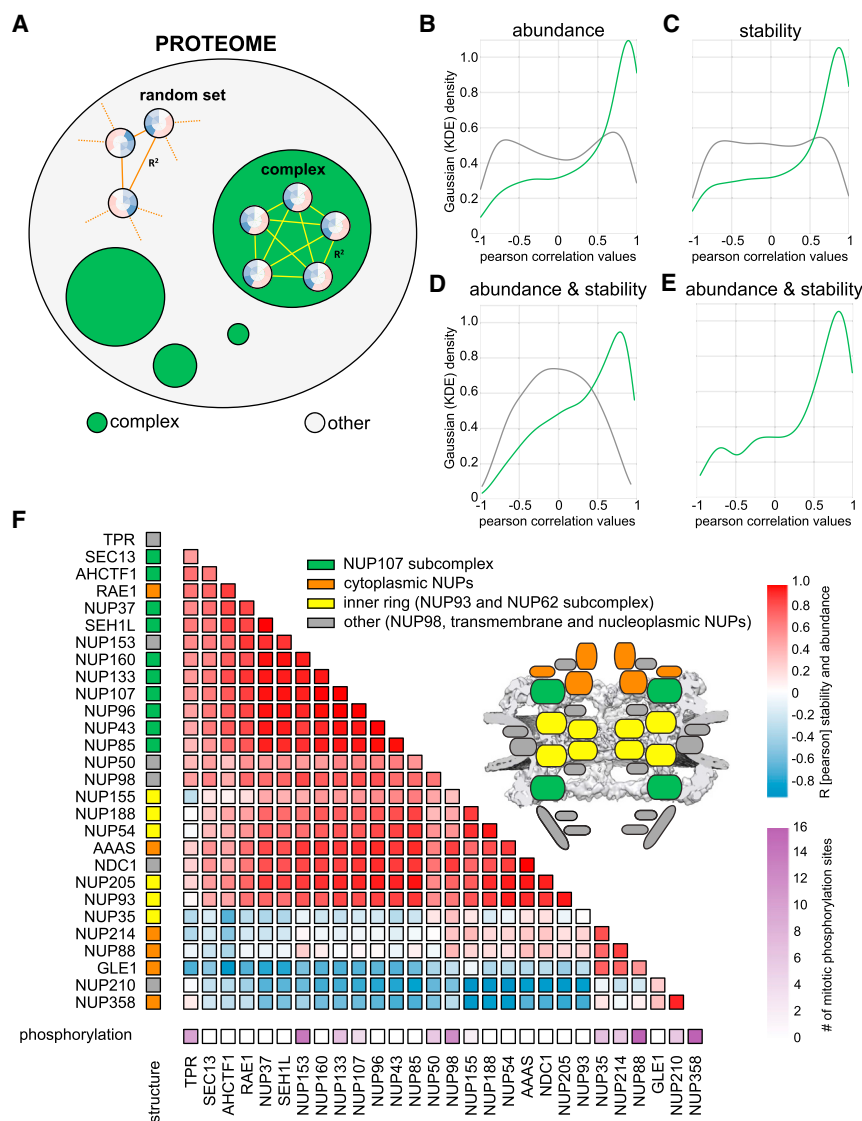 A
PROTEOME
random set
R²
complex
R²
complex
other
B
abundance
Gaussian (KDE) density
1.0
0.8
0.6
0.4
0.2
0
-1
-0.5
0
0.5
1
pearson correlation values
C
stability
-1
-0.5
0
0.5
1
pearson correlation values
D
abundance & stability
Gaussian (KDE) density
1.0
0.8
0.6
0.4
0.2
0
-1
-0.5
0
0.5
1
pearson correlation values
E
abundance & stability
-1
-0.5
0
0.5
1
pearson correlation values
F
TPR
SEC13
AHCTF1
RAE1
NUP37
SEH1L
NUP153
NUP160
NUP133
NUP107
NUP96
NUP43
NUP85
NUP50
NUP98
NUP155
NUP188
NUP54
AAAS
NDC1
NUP205
NUP93
NUP35
NUP214
NUP88
GLE1
NUP210
NUP358
phosphorylation
structure
TPR
SEC13
AHCTF1
RAE1
NUP37
SEH1L
NUP153
NUP160
NUP133
NUP107
NUP96
NUP43
NUP85
NUP50
NUP98
NUP155
NUP188
NUP54
AAAS
NDC1
NUP205
NUP93
NUP35
NUP214
NUP88
GLE1
NUP210
NUP358
NUP107 subcomplex
cytoplasmic NUPs
inner ring (NUP93 and NUP62 subcomplex)
other (NUP98, transmembrane and nucleoplasmic NUPs)
1.0
0.8
0.6
0.4
0.2
0
-0.2
-0.4
-0.6
-0.8
R [pearson] stability and abundance
16
14
12
10
8
6
4
2
0
# of mitotic phosphorylation sites